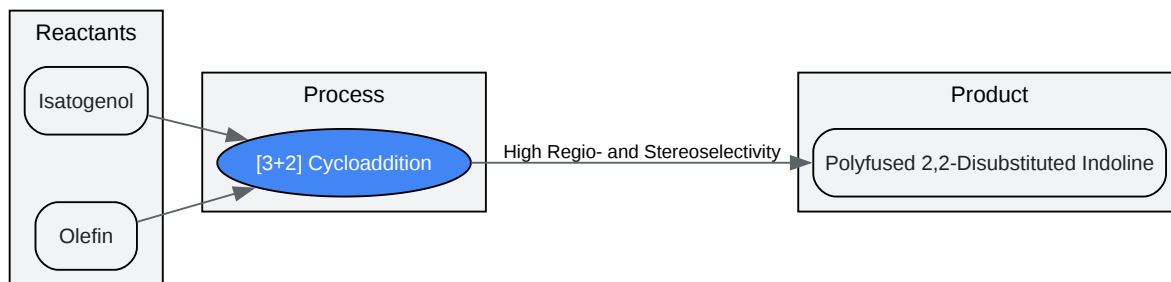 Reactants
Isatogenol
Olefin
Process
[3+2] Cycloaddition
High Regio- and Stereoselectivity
Product
Polyfused 2,2-Disubstituted Indoline